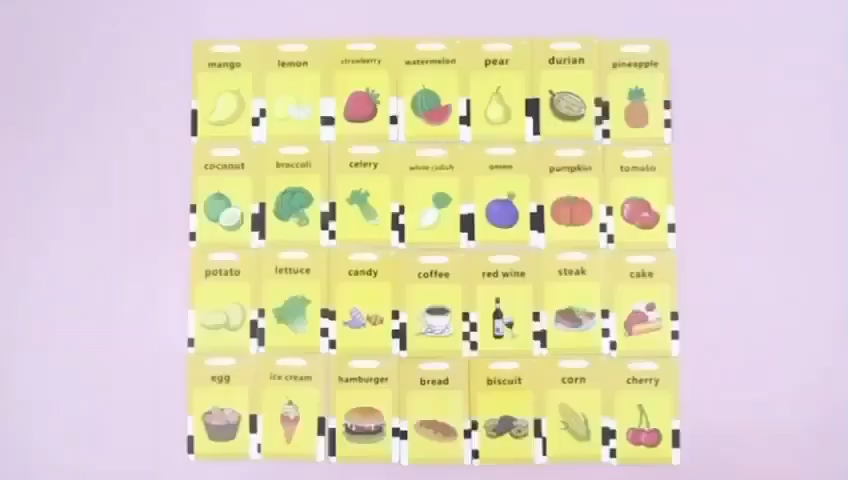 mango lemon strawberry watermelon pear durian pineapple
coconut broccoli celery white radish onion pumpkin tomato
potato lettuce candy coffee red wine steak cake
egg ice cream hamburger bread biscuit corn cherry